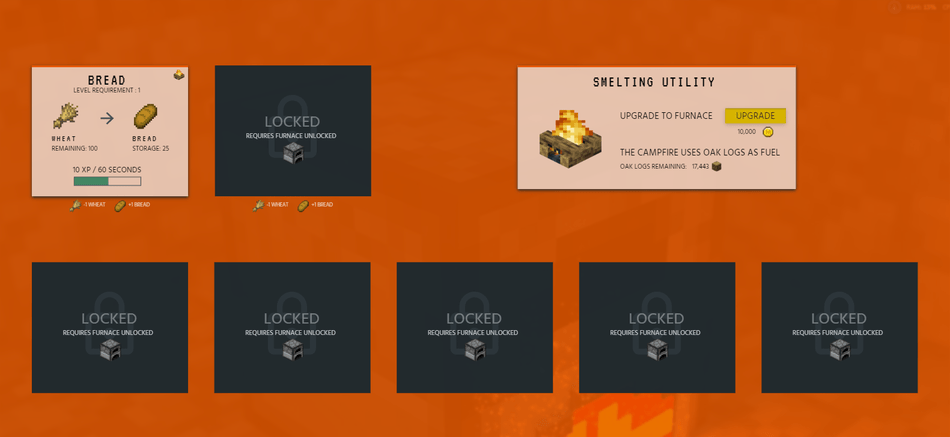 BREAD
LEVEL REQUIREMENT : 1
WHEAT
REMAINING: 100
BREAD
STORAGE: 25
10 XP / 60 SECONDS
-1 WHEAT +1 BREAD
LOCKED
REQUIRES FURNACE UNLOCKED
-1 WHEAT +1 BREAD
SMELTING UTILITY
UPGRADE TO FURNACE UPGRADE
10,000
THE CAMPFIRE USES OAK LOGS AS FUEL
OAK LOGS REMAINING: 17,443
LOCKED
REQUIRES FURNACE UNLOCKED
LOCKED
REQUIRES FURNACE UNLOCKED
LOCKED
REQUIRES FURNACE UNLOCKED
LOCKED
REQUIRES FURNACE UNLOCKED
LOCKED
REQUIRES FURNACE UNLOCKED